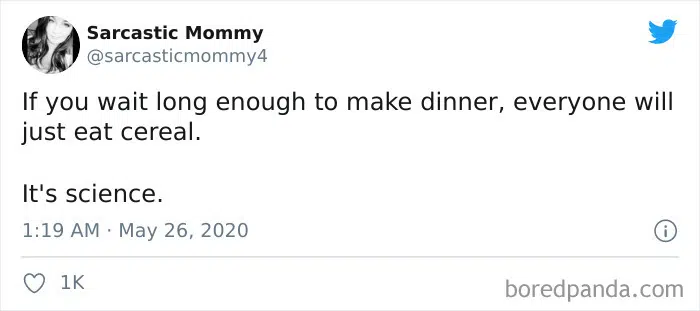 Sarcastic Mommy
@sarcasticmommy4
If you wait long enough to make dinner, everyone will
just eat cereal.
It's science.
1:19 AM · May 26, 2020
1K
boredpanda.com